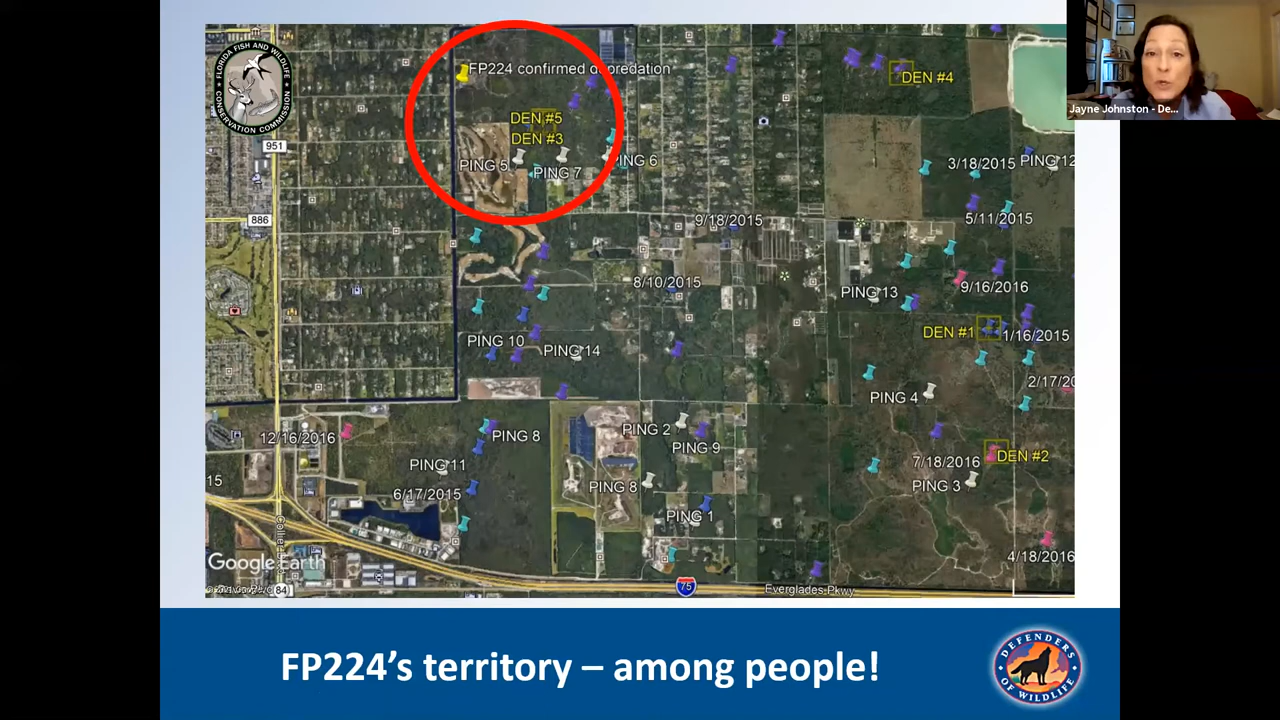 FLORIDA FISH AND WILDLIFE
CONSERVATION COMMISSION
FP224 confirmed depredation
DEN #4
Jayne Johnston - De...
DEN #5
DEN #3
951
PING 5
PING 7
PING 6
3/18/2015
PING 12
886
9/18/2015
5/11/2015
8/10/2015
PING 13
9/16/2016
PING 10
PING 14
DEN #1
1/16/2015
2/17/20
PING 4
12/16/2016
PING 8
PING 2
PING 9
PING 11
7/18/2016
DEN #2
15
6/17/2015
PING 8
PING 3
PING 1
Collier
4/18/2016
Google Earth
84
75
Everglades Pkwy
FP224's territory – among people!
DEFENDERS
OF WILDLIFE